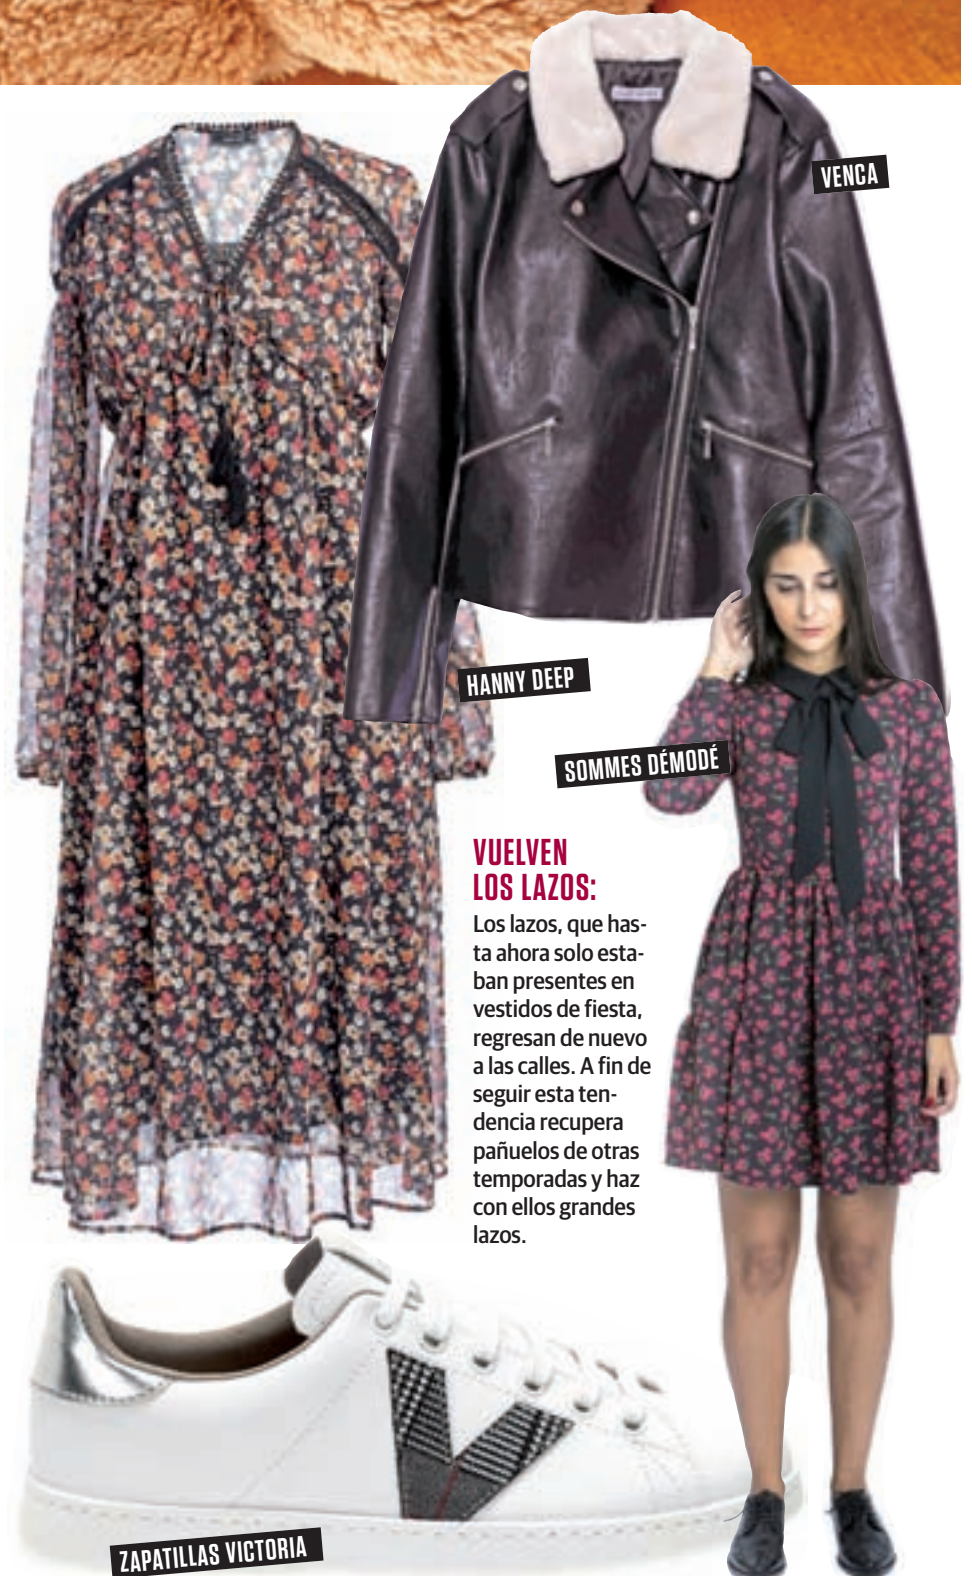 VENCA
HANNY DEEP
SOMMES DÉMODÉ
VUELVEN
LOS LAZOS:
Los lazos, que has-
ta ahora solo esta-
ban presentes en
vestidos de fiesta,
regresan de nuevo
a las calles. A fin de
seguir esta ten-
dencia recupera
pañuelos de otras
temporadas y haz
con ellos grandes
lazos.
ZAPATILLAS VICTORIA